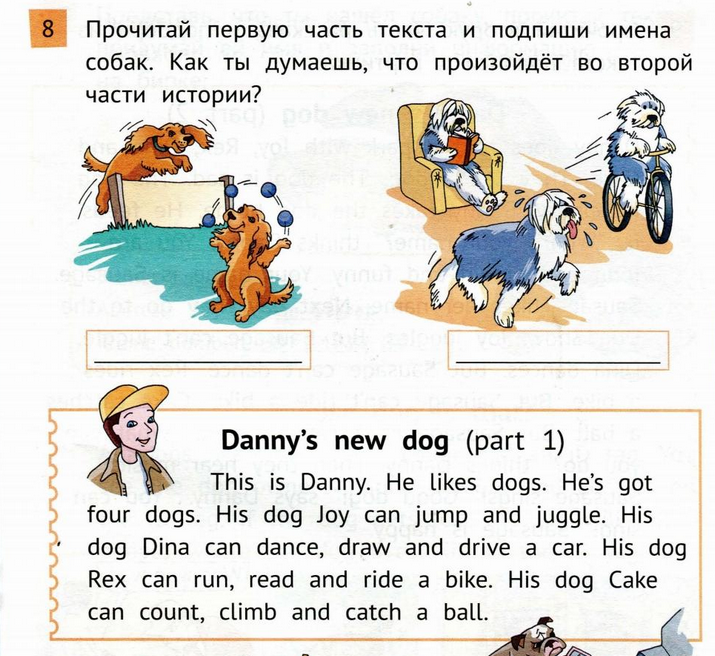 8 Прочитай первую часть текста и подпиши имена
собак. Как ты думаешь, что произойдёт во второй
части истории?
Danny's new dog (part 1)
This is Danny. He likes dogs. He's got
four dogs. His dog Joy can jump and juggle. His
dog Dina can dance, draw and drive a car. His dog
Rex can run, read and ride a bike. His dog Cake
can count, climb and catch a ball.